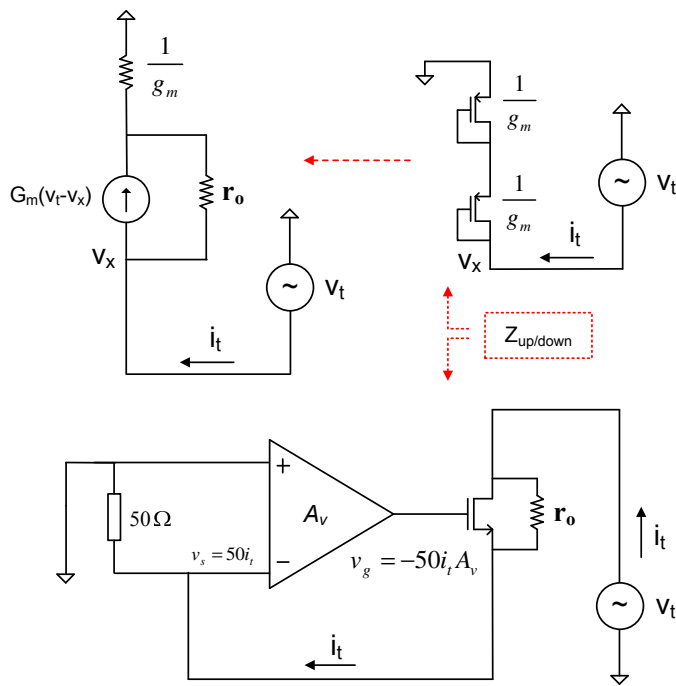 1
g_m
G_m(v_t-v_x)
r_o
v_x
~
v_t
i_t
1
g_m
1
g_m
~
v_t
i_t
v_x
Z_up/down
+
A_v
50 Ω
v_s = 50i_t
−
v_g = −50i_t A_v
r_o
i_t
~
v_t
i_t